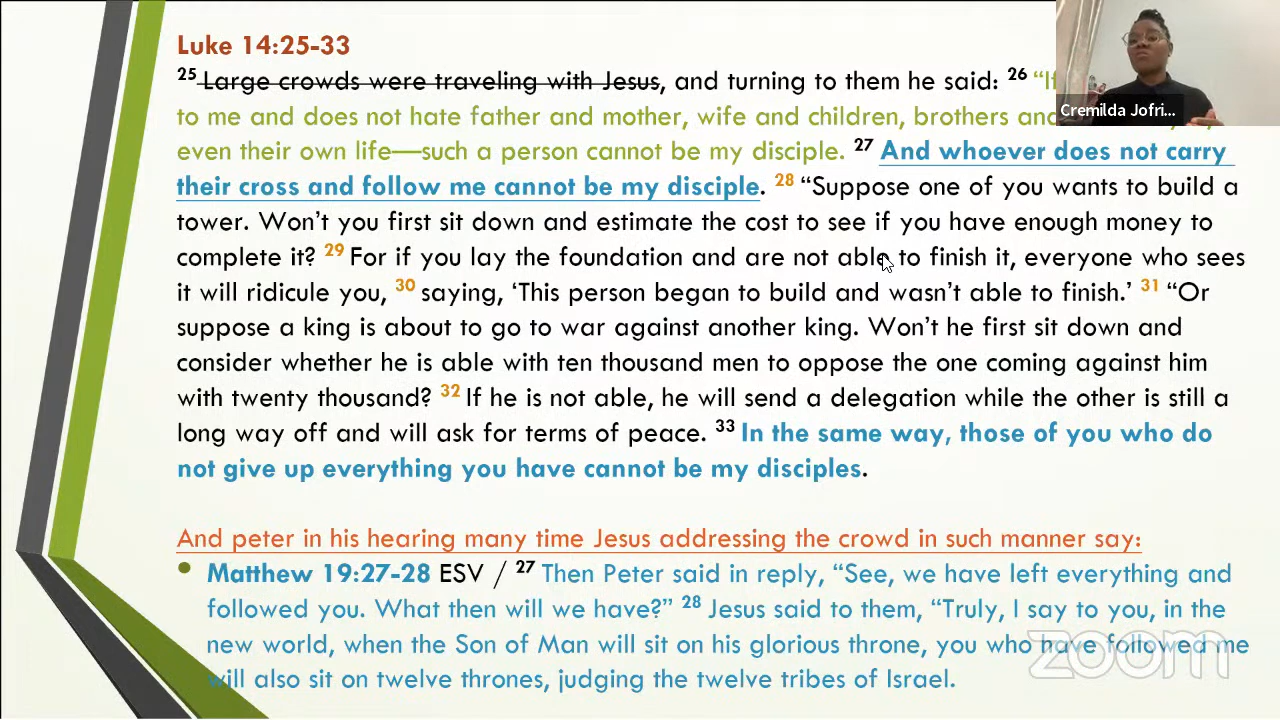 Luke 14:25-33
25 Large crowds were traveling with Jesus, and turning to them he said: 26 “If
to me and does not hate father and mother, wife and children, brothers and
even their own life—such a person cannot be my disciple. 27 And whoever does not carry
their cross and follow me cannot be my disciple. 28 “Suppose one of you wants to build a
tower. Won’t you first sit down and estimate the cost to see if you have enough money to
complete it? 29 For if you lay the foundation and are not able to finish it, everyone who sees
it will ridicule you, 30 saying, ‘This person began to build and wasn’t able to finish.’ 31 “Or
suppose a king is about to go to war against another king. Won’t he first sit down and
consider whether he is able with ten thousand men to oppose the one coming against him
with twenty thousand? 32 If he is not able, he will send a delegation while the other is still a
long way off and will ask for terms of peace. 33 In the same way, those of you who do
not give up everything you have cannot be my disciples.
And peter in his hearing many time Jesus addressing the crowd in such manner say:
• Matthew 19:27-28 ESV / 27 Then Peter said in reply, “See, we have left everything and
followed you. What then will we have?” 28 Jesus said to them, “Truly, I say to you, in the
new world, when the Son of Man will sit on his glorious throne, you who have followed me
will also sit on twelve thrones, judging the twelve tribes of Israel.
Cremilda Jofri...
zoom